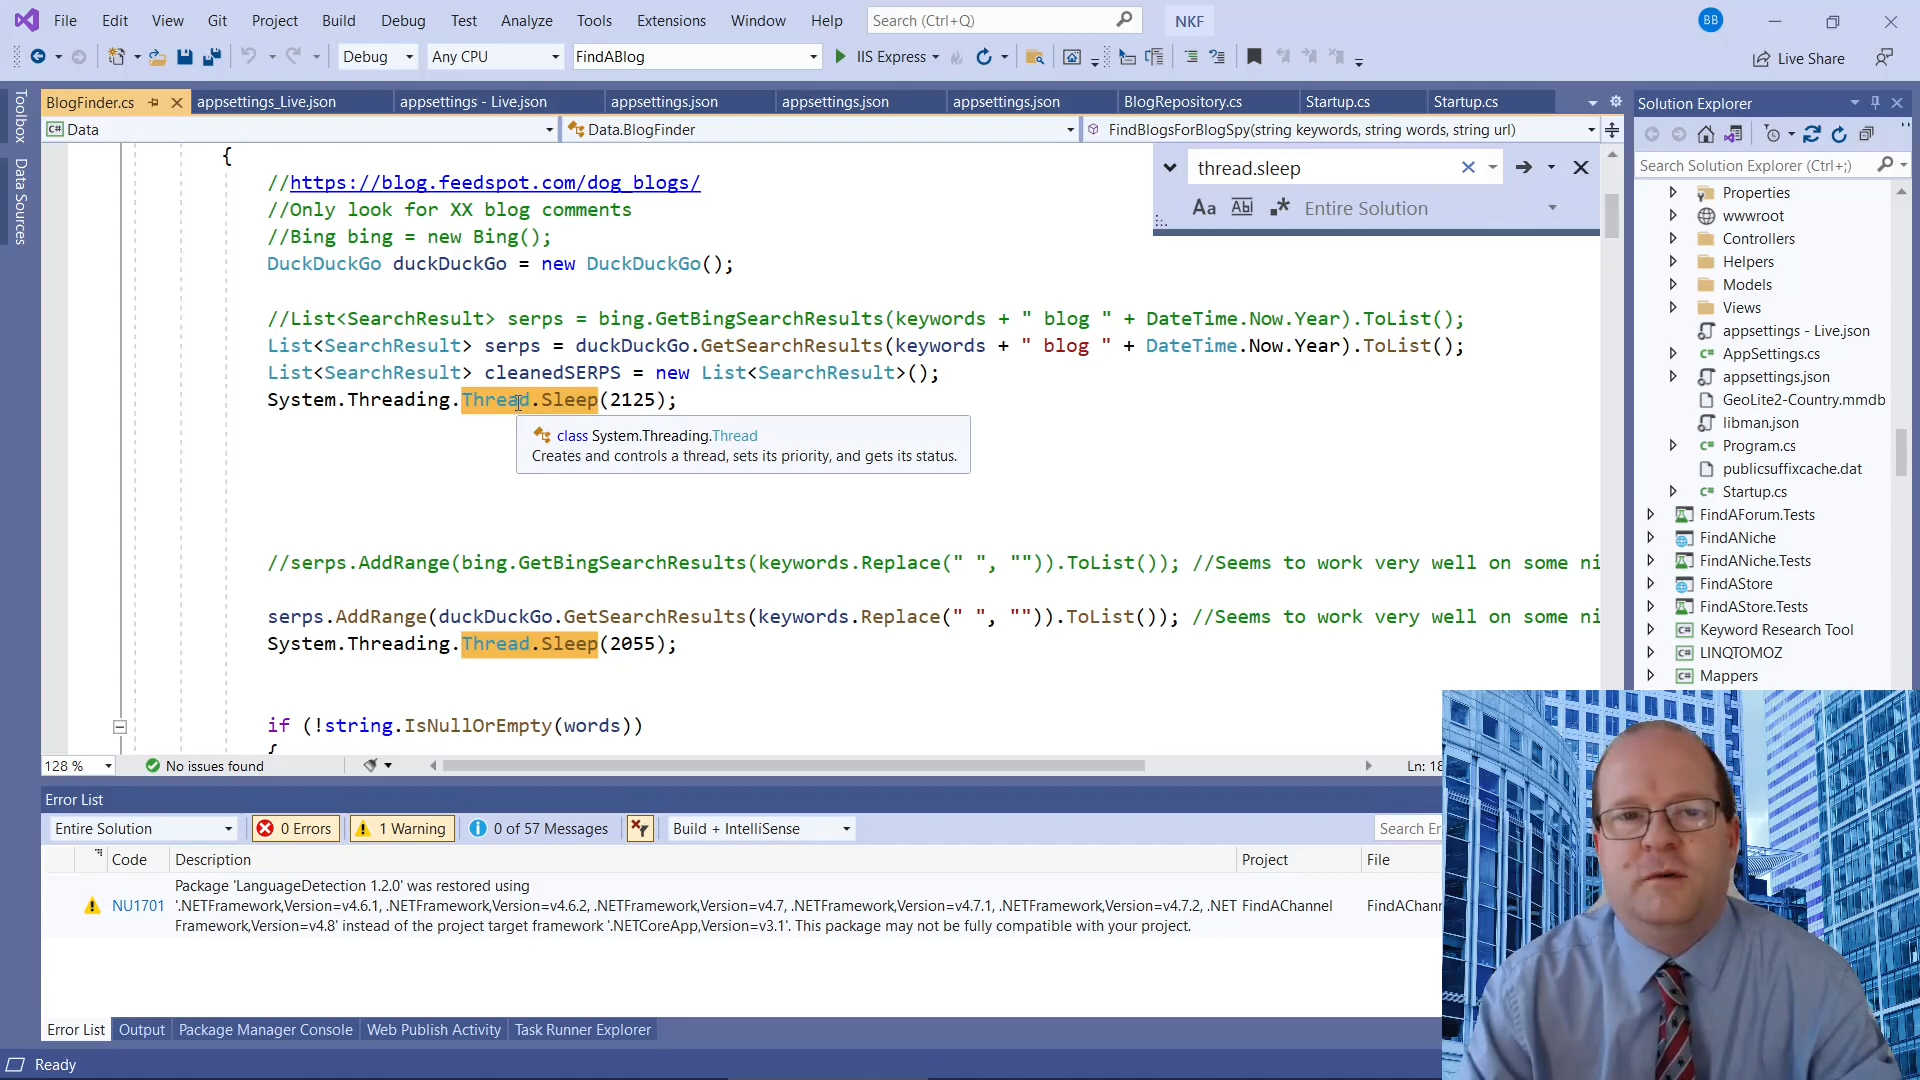 File Edit View Git Project Build Debug Test Analyze Tools Extensions Window Help Search (Ctrl+Q) NKF BB
Debug Any CPU FindABlog IIS Express Live Share
Toolbox
Data Sources
BlogFinder.cs appsettings_Live.json appsettings - Live.json appsettings.json appsettings.json appsettings.json BlogRepository.cs Startup.cs Startup.cs
Data Data.BlogFinder FindBlogsForBlogSpy(string keywords, string words, string url)
thread.sleep
Aa Abl .* Entire Solution
{
//https://blog.feedspot.com/dog_blogs/
//Only look for XX blog comments
//Bing bing = new Bing();
DuckDuckGo duckDuckGo = new DuckDuckGo();
//List<SearchResult> serps = bing.GetBingSearchResults(keywords + " blog " + DateTime.Now.Year).ToList();
List<SearchResult> serps = duckDuckGo.GetSearchResults(keywords + " blog " + DateTime.Now.Year).ToList();
List<SearchResult> cleanedSERPS = new List<SearchResult>();
System.Threading.Thread.Sleep(2125);
class System.Threading.Thread
Creates and controls a thread, sets its priority, and gets its status.
//serps.AddRange(bing.GetBingSearchResults(keywords.Replace(" ", "")).ToList()); //Seems to work very well on some ni
serps.AddRange(duckDuckGo.GetSearchResults(keywords.Replace(" ", "")).ToList()); //Seems to work very well on some ni
System.Threading.Thread.Sleep(2055);
if (!string.IsNullOrEmpty(words))
{
128 % No issues found Ln: 18
Solution Explorer
Search Solution Explorer (Ctrl+;)
Properties
wwwroot
Controllers
Helpers
Models
Views
appsettings - Live.json
AppSettings.cs
appsettings.json
GeoLite2-Country.mmdb
libman.json
Program.cs
publicsuffixcache.dat
Startup.cs
FindAForum.Tests
FindANiche
FindANiche.Tests
FindAStore
FindAStore.Tests
Keyword Research Tool
LINQTOMOZ
Mappers
Error List
Entire Solution 0 Errors 1 Warning 0 of 57 Messages Build + IntelliSense Search Er
Code Description Project File
NU1701 Package 'LanguageDetection 1.2.0' was restored using
'.NETFramework,Version=v4.6.1, .NETFramework,Version=v4.6.2, .NETFramework,Version=v4.7, .NETFramework,Version=v4.7.1, .NETFramework,Version=v4.7.2, .NET FindAChannel FindAChann
Framework,Version=v4.8' instead of the project target framework '.NETCoreApp,Version=v3.1'. This package may not be fully compatible with your project.
Error List Output Package Manager Console Web Publish Activity Task Runner Explorer
Ready